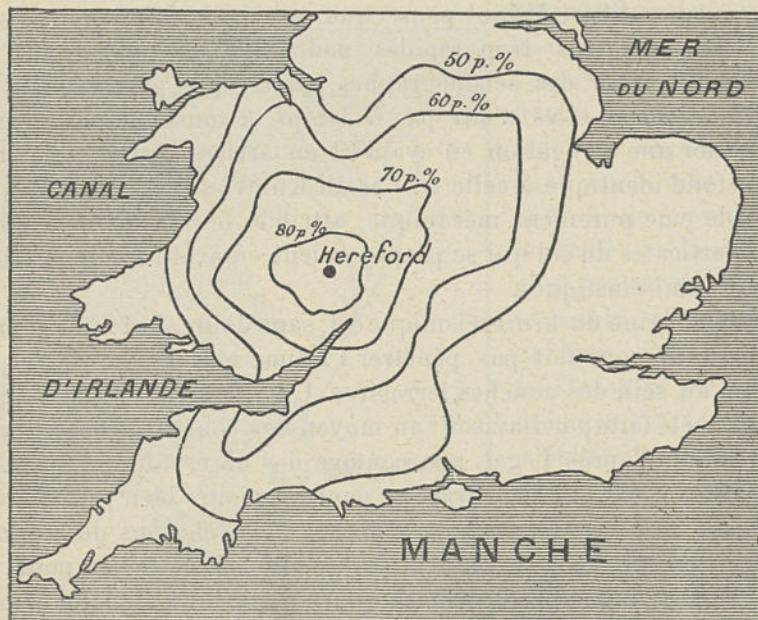 MER
DU NORD
50 p.%
60 p.%
70 p.%
CANAL
80 p.%
Hereford
D'IRLANDE
MANCHE